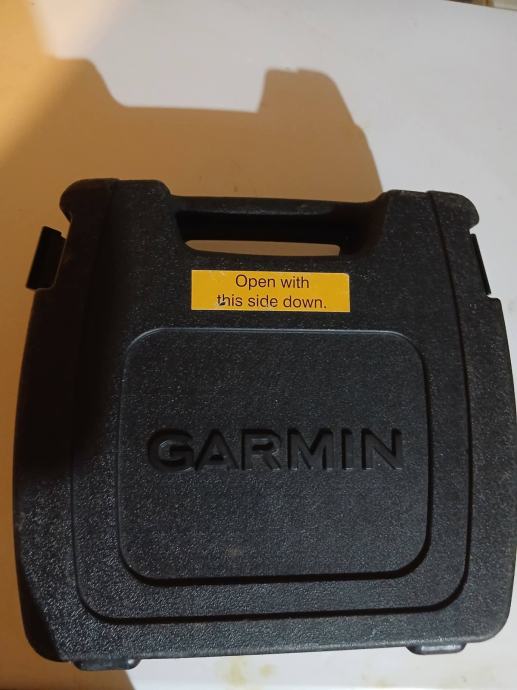 Open with
this side down.
GARMIN